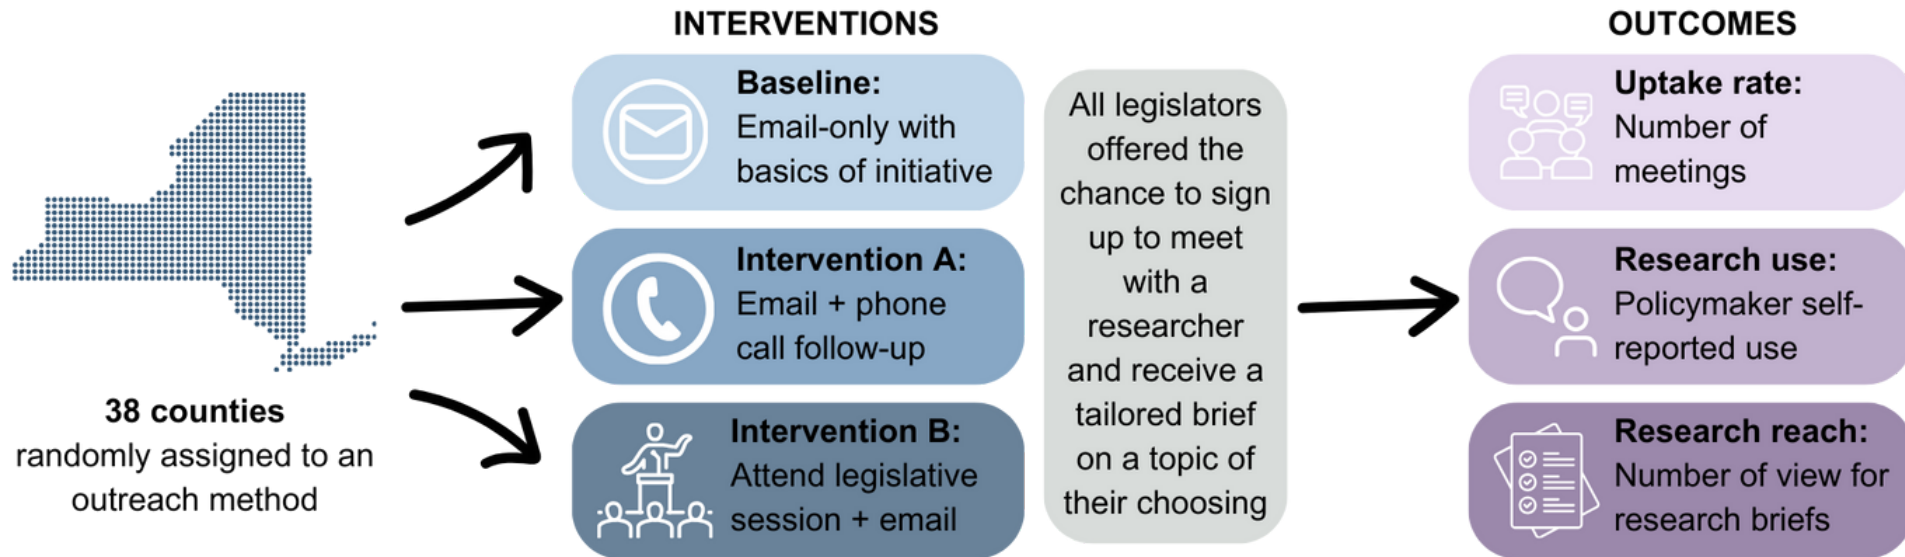 38 counties
randomly assigned to an
outreach method
INTERVENTIONS
Baseline:
Email-only with
basics of initiative
Intervention A:
Email + phone
call follow-up
Intervention B:
Attend legislative
session + email
All legislators
offered the
chance to sign
up to meet
with a
researcher
and receive a
tailored brief
on a topic of
their choosing
OUTCOMES
Uptake rate:
Number of
meetings
Research use:
Policymaker self-
reported use
Research reach:
Number of view for
research briefs